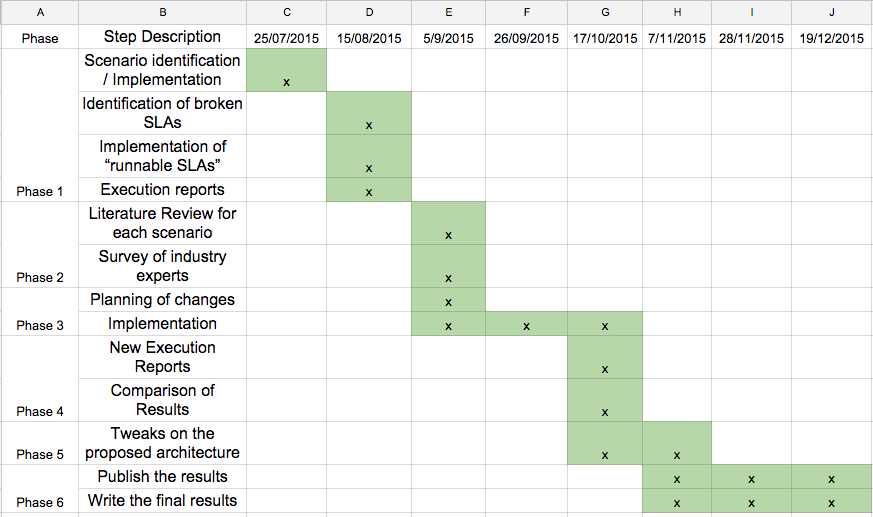 A B C D E F G H I J
Phase Step Description 25/07/2015 15/08/2015 5/9/2015 26/09/2015 17/10/2015 7/11/2015 28/11/2015 19/12/2015
Scenario identification
/ Implementation x
Identification of broken
SLAs x
Implementation of
“runnable SLAs” x
Phase 1 Execution reports x
Literature Review for
each scenario x
Survey of industry
Phase 2 experts x
Planning of changes x
Phase 3 Implementation x x x
New Execution
Reports x
Comparison of
Phase 4 Results x
Tweaks on the
Phase 5 proposed architecture x x
Publish the results x x x
Phase 6 Write the final results x x x